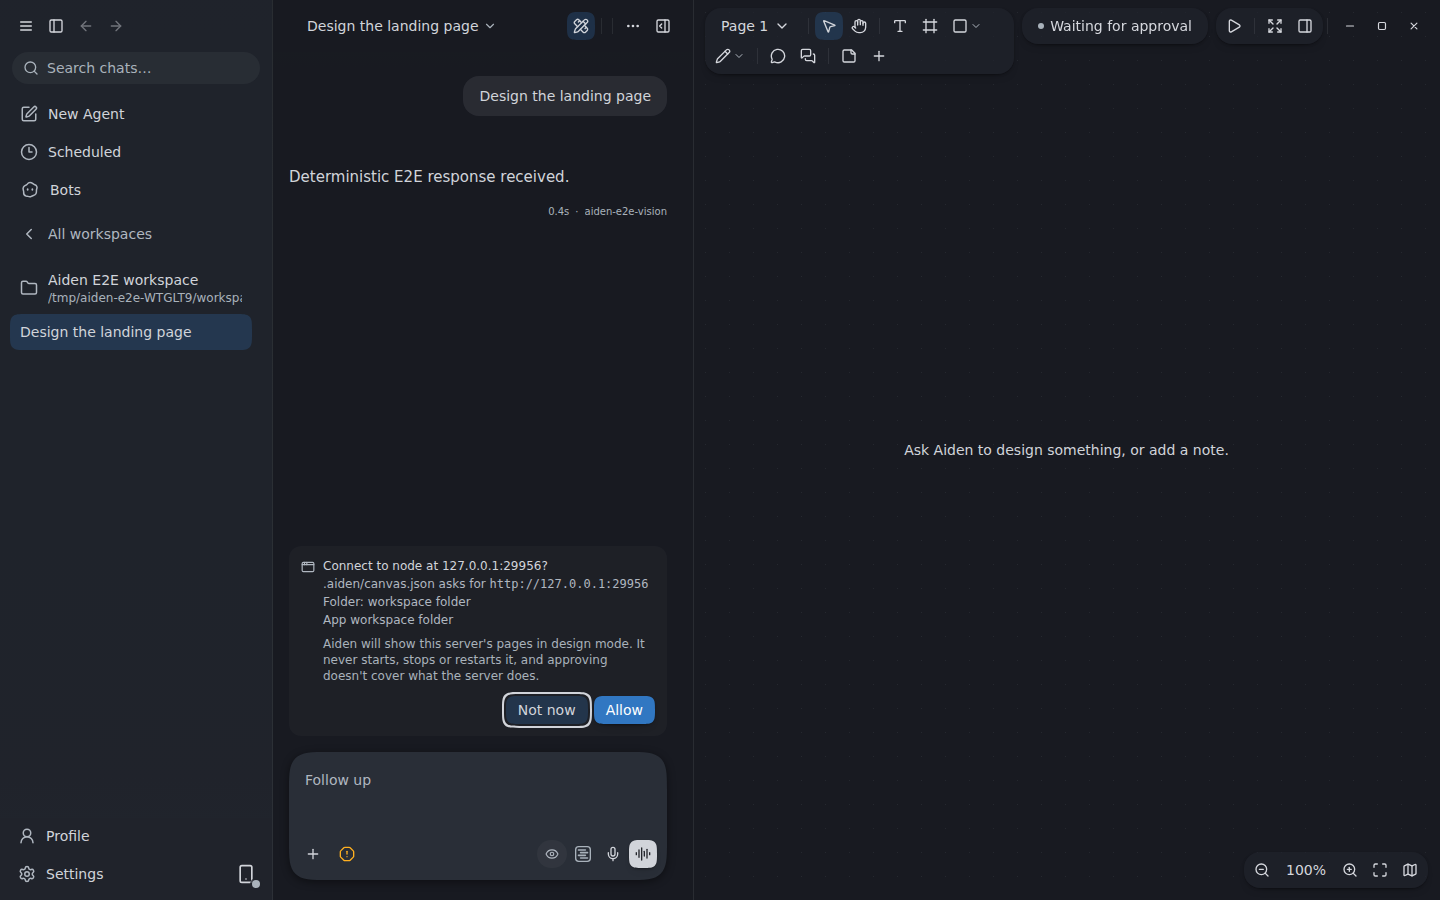 Search chats...
New Agent
Scheduled
Bots
All workspaces
Aiden E2E workspace
/tmp/aiden-e2e-WTGLT9/workspa
Design the landing page
Profile
Settings
Design the landing page
Design the landing page
Deterministic E2E response received.
0.4s · aiden-e2e-vision
Connect to node at 127.0.0.1:29956?
.aiden/canvas.json asks for http://127.0.0.1:29956
Folder: workspace folder
App workspace folder
Aiden will show this server's pages in design mode. It
never starts, stops or restarts it, and approving
doesn't cover what the server does.
Not now
Allow
Follow up
Page 1
Waiting for approval
Ask Aiden to design something, or add a note.
100%